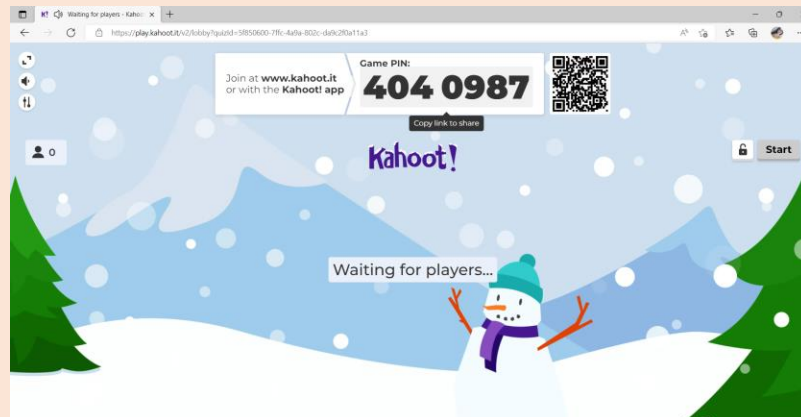 Waiting for players - Kahoo
https://play.kahoot.it/v2/lobby?quizId=5f850600-7ffc-4a9a-802c-da9c2f0a11a3
Join at www.kahoot.it
or with the Kahoot! app
Game PIN:
404 0987
Copy link to share
0
Kahoot!
Start
Waiting for players...